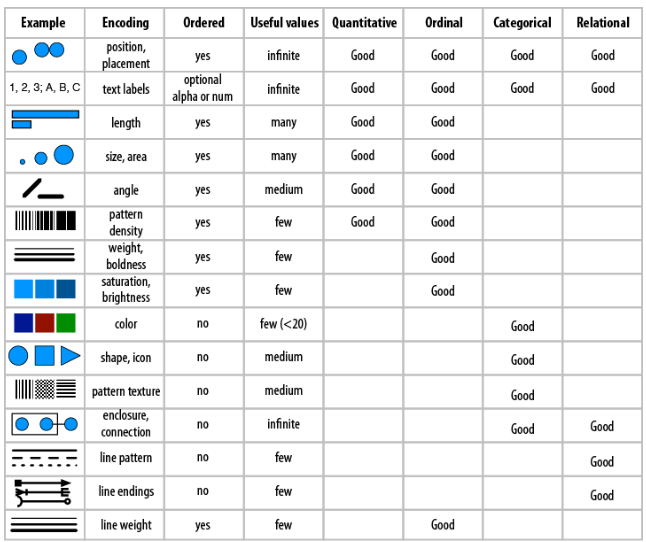 Example Encoding Ordered Useful values Quantitative Ordinal Categorical Relational
position, placement yes infinite Good Good Good Good
1, 2, 3; A, B, C text labels optional alpha or num infinite Good Good Good Good
length yes many Good Good
size, area yes many Good Good
angle yes medium Good Good
pattern density yes few Good Good
weight, boldness yes few Good
saturation, brightness yes few Good
color no few (<20) Good
shape, icon no medium Good
pattern texture no medium Good
enclosure, connection no infinite Good Good
line pattern no few Good
line endings no few Good
line weight yes few Good